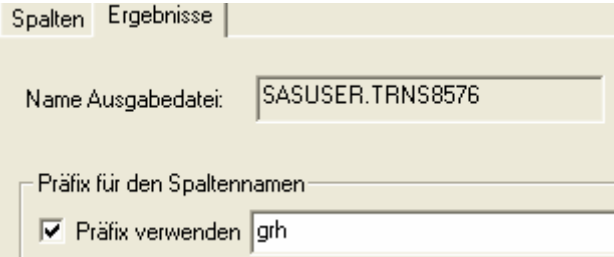 Spalten Ergebnisse
Name Ausgabedatei: SASUSER.TRNS8576
Präfix für den Spaltennamen
Präfix verwenden grh